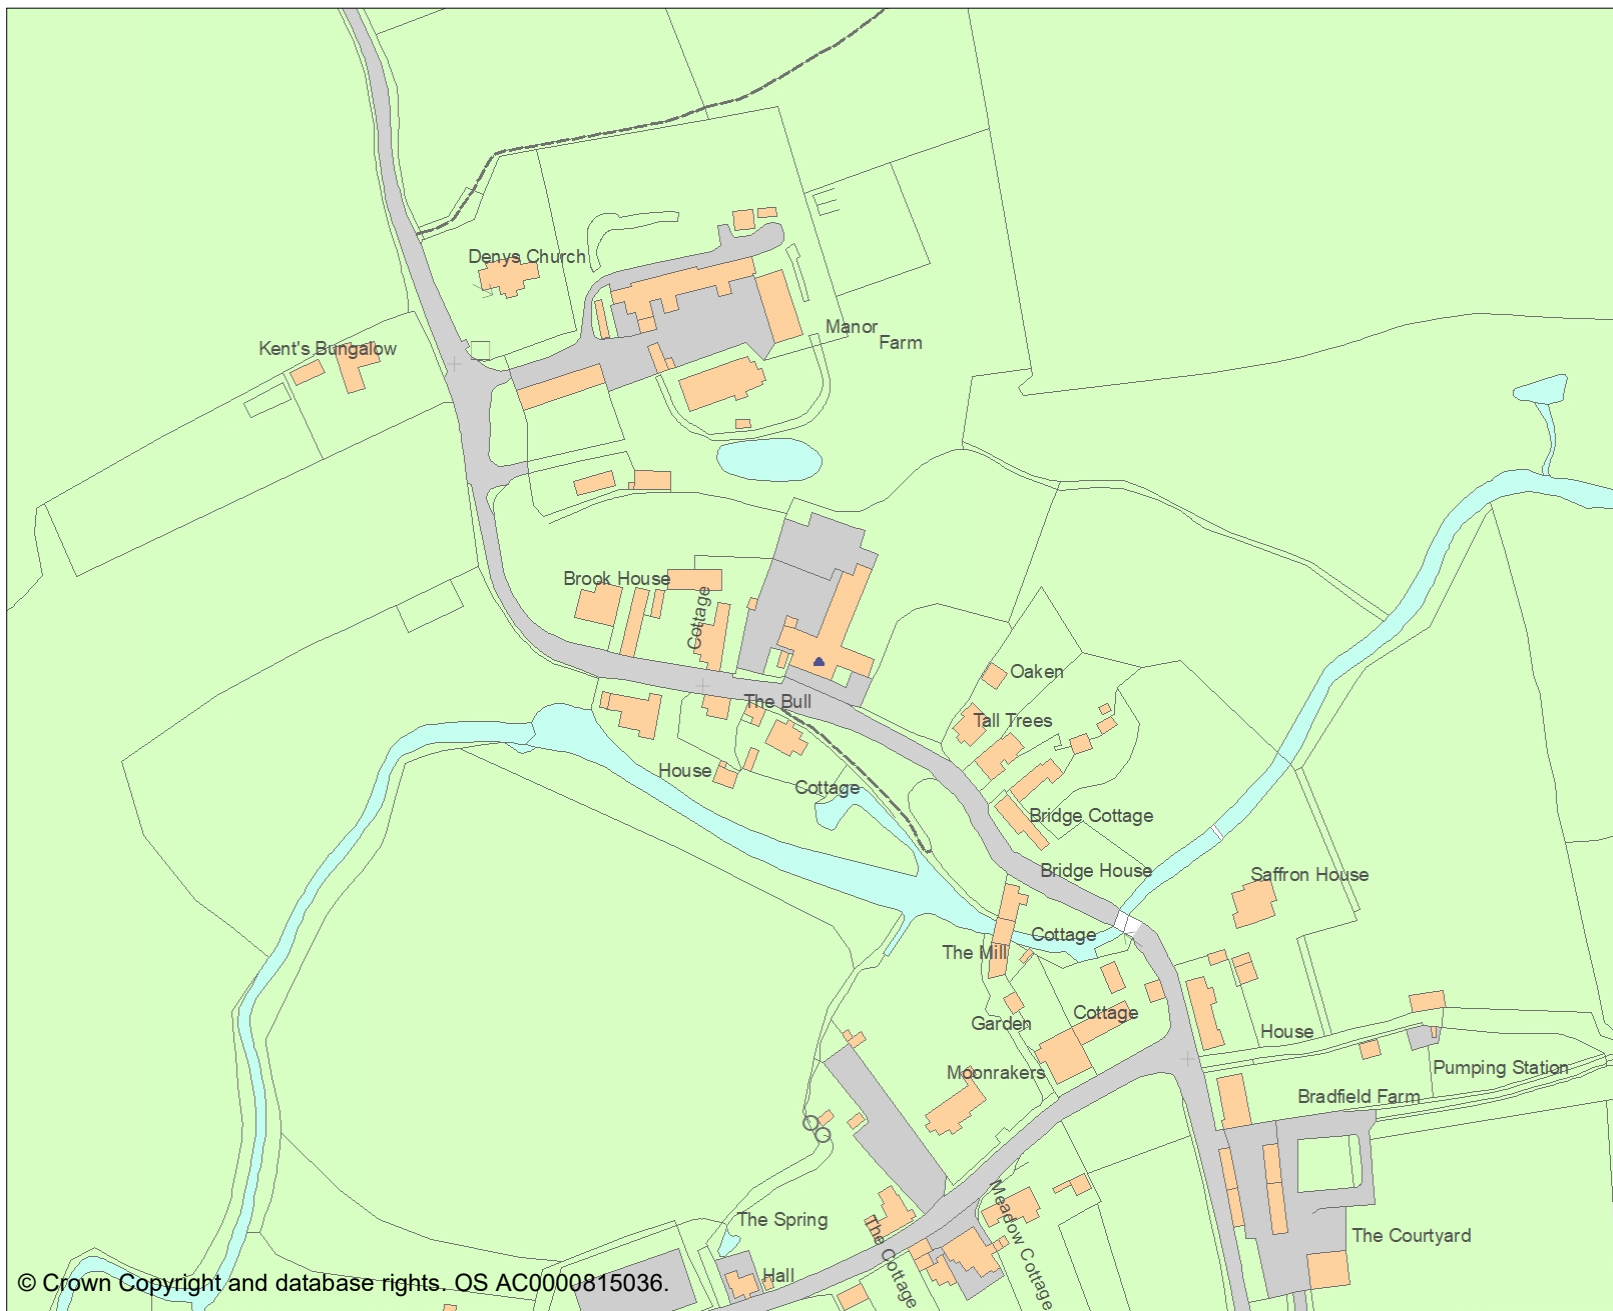 Denys Church
Manor
Farm
Kent's Bungalow
Brook House
Cottage
Oaken
The Bull
Tall Trees
House
Cottage
Bridge Cottage
Bridge House
Saffron House
Cottage
The Mill
Cottage
Garden
House
Moonrakers
Pumping Station
Bradfield Farm
The Spring
The Cottage
Meadow Cottage
The Courtyard
Hall
© Crown Copyright and database rights. OS AC0000815036.